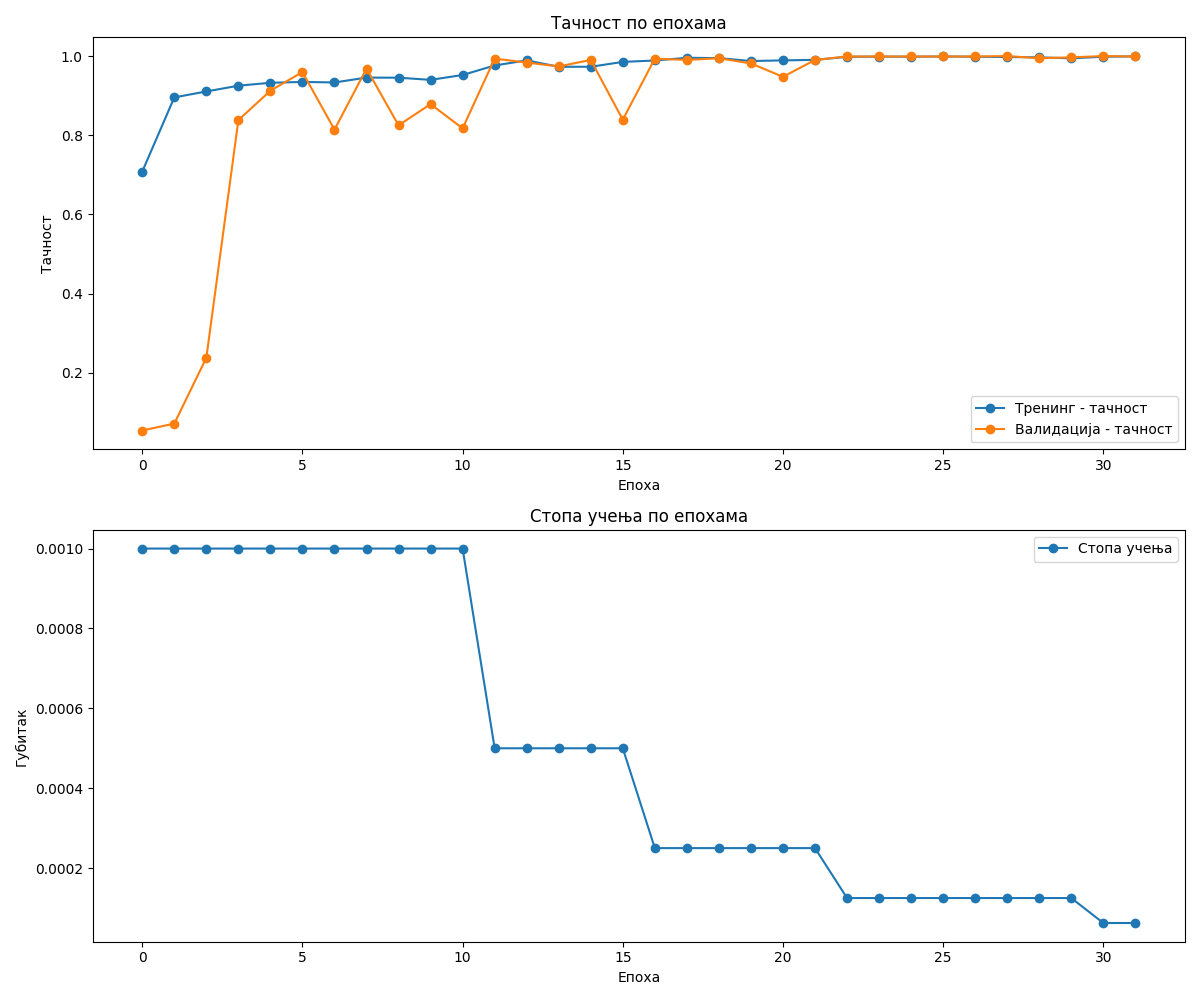 Тачност по епохама
1.0
0.8
0.6
0.4
0.2
Тачност
Тренинг - тачност
Валидација - тачност
0 5 10 15 20 25 30
Епоха
Стопа учења по епохама
0.0010
0.0008
0.0006
0.0004
0.0002
Губитак
Стопа учења
0 5 10 15 20 25 30
Епоха